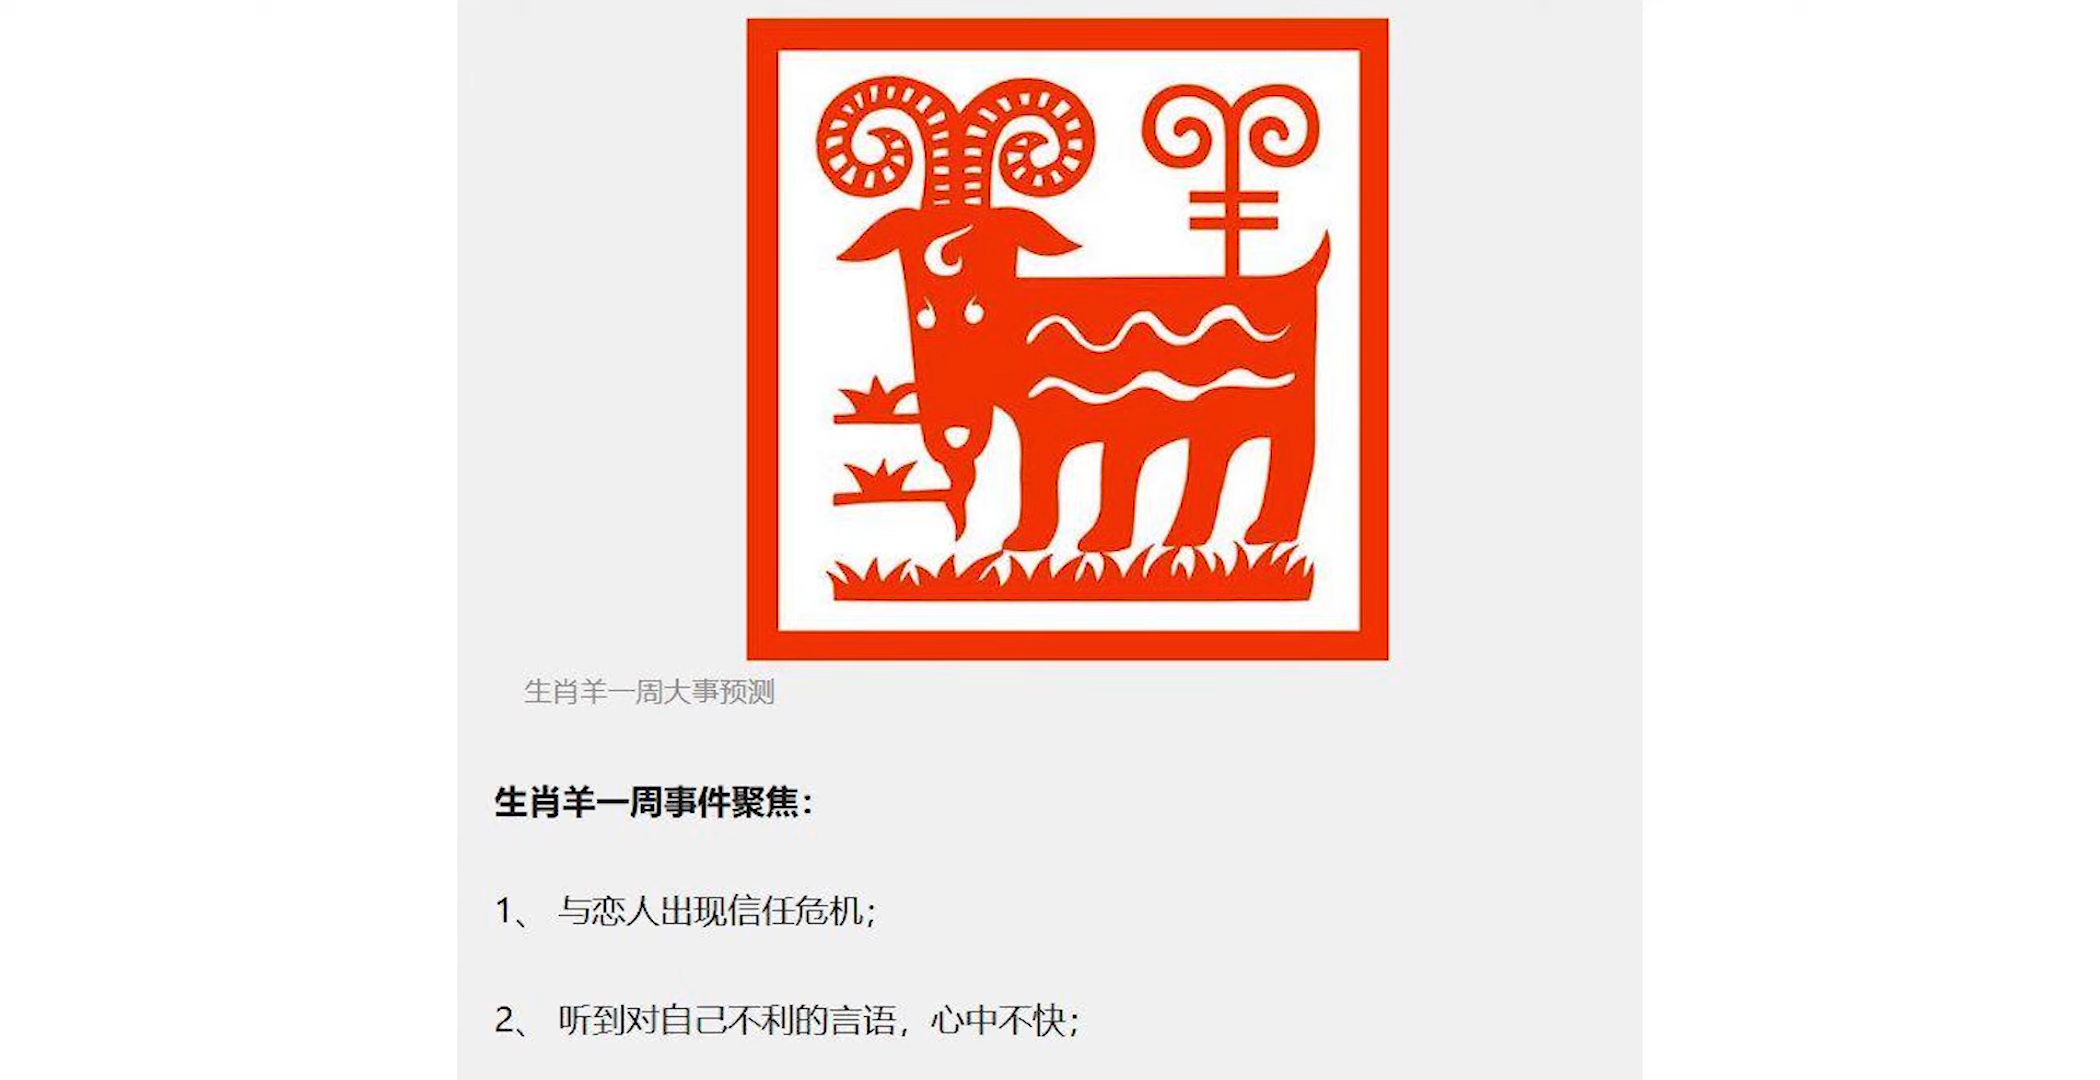 羊
生肖羊一周大事预测
生肖羊一周事件聚焦：
1、 与恋人出现信任危机；
2、 听到对自己不利的言语，心中不快；